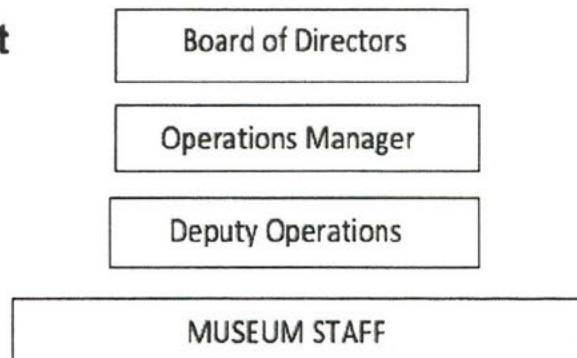 Board of Directors
Operations Manager
Deputy Operations
MUSEUM STAFF